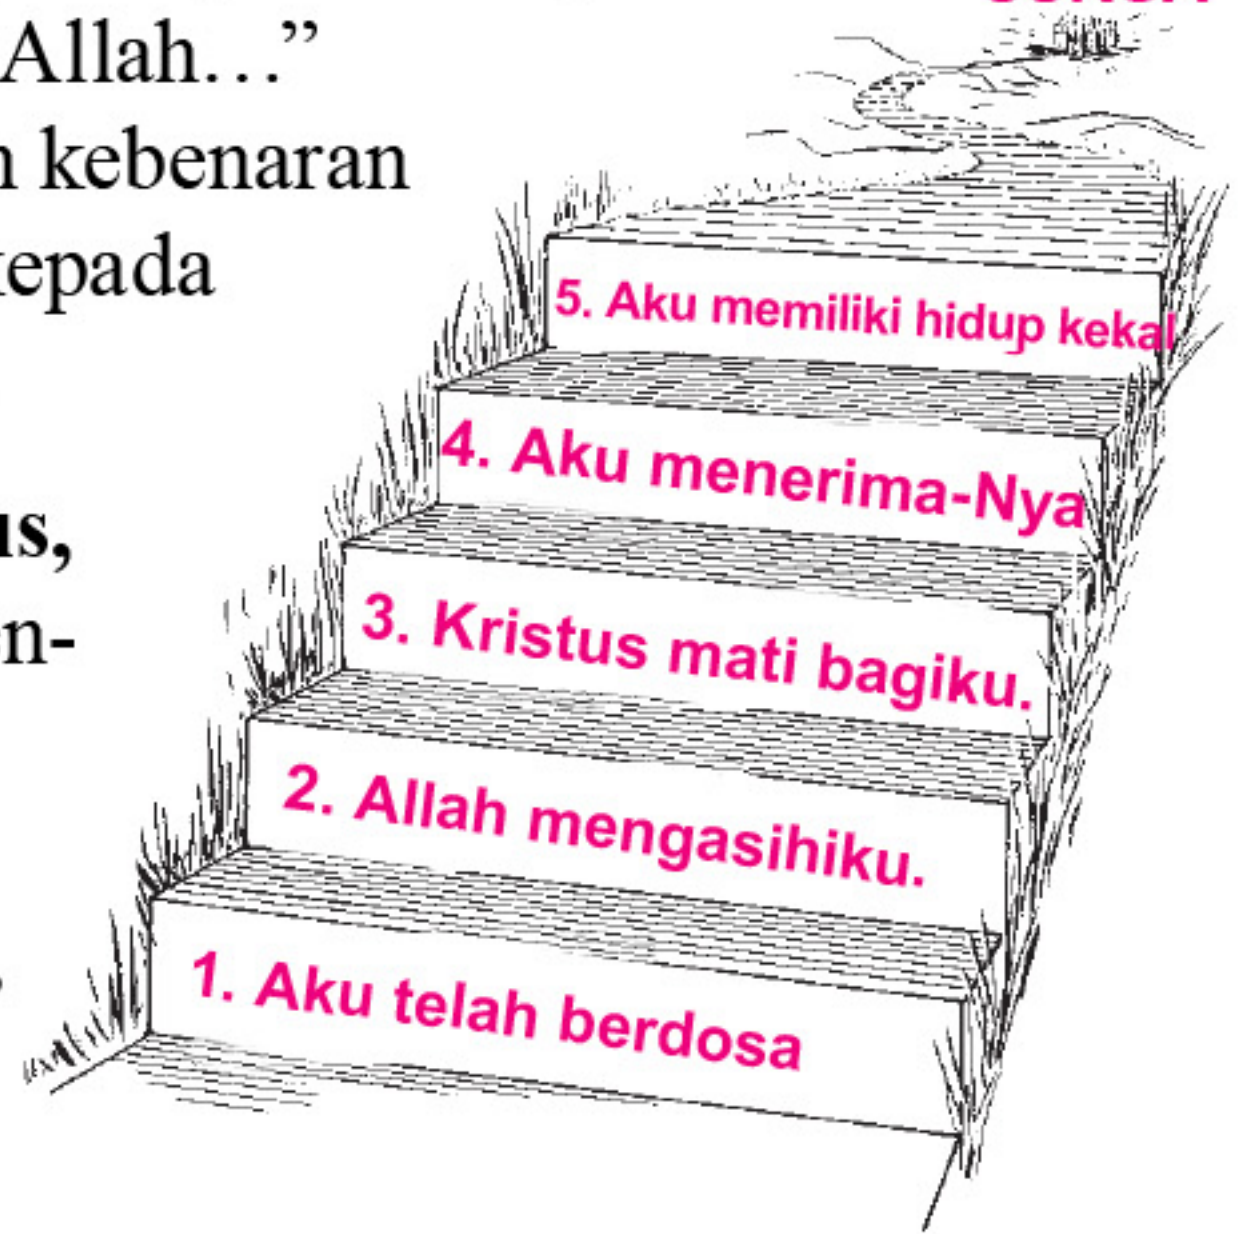 Allah…”
kebenaran
kepada
5. Aku memiliki hidup kekal
4. Aku menerima-Nya
3. Kristus mati bagiku.
2. Allah mengasihiku.
1. Aku telah berdosa